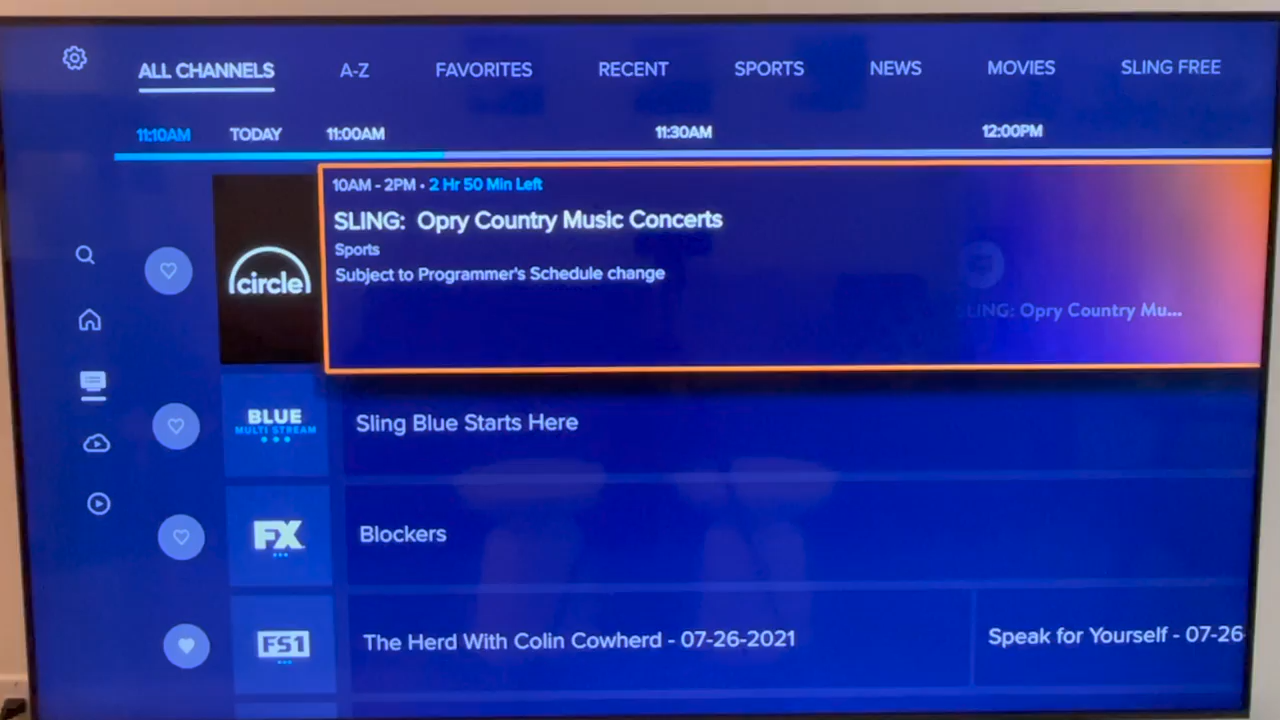 ALL CHANNELS A-Z FAVORITES RECENT SPORTS NEWS MOVIES SLING FREE
11:10AM TODAY 11:00AM 11:30AM 12:00PM
10AM - 2PM • 2 Hr 50 Min Left
SLING: Opry Country Music Concerts
Sports
Subject to Programmer's Schedule change
circle
SLING: Opry Country Mu...
BLUE
MULTI STREAM
Sling Blue Starts Here
FX
Blockers
FS1
The Herd With Colin Cowherd - 07-26-2021
Speak for Yourself - 07-26